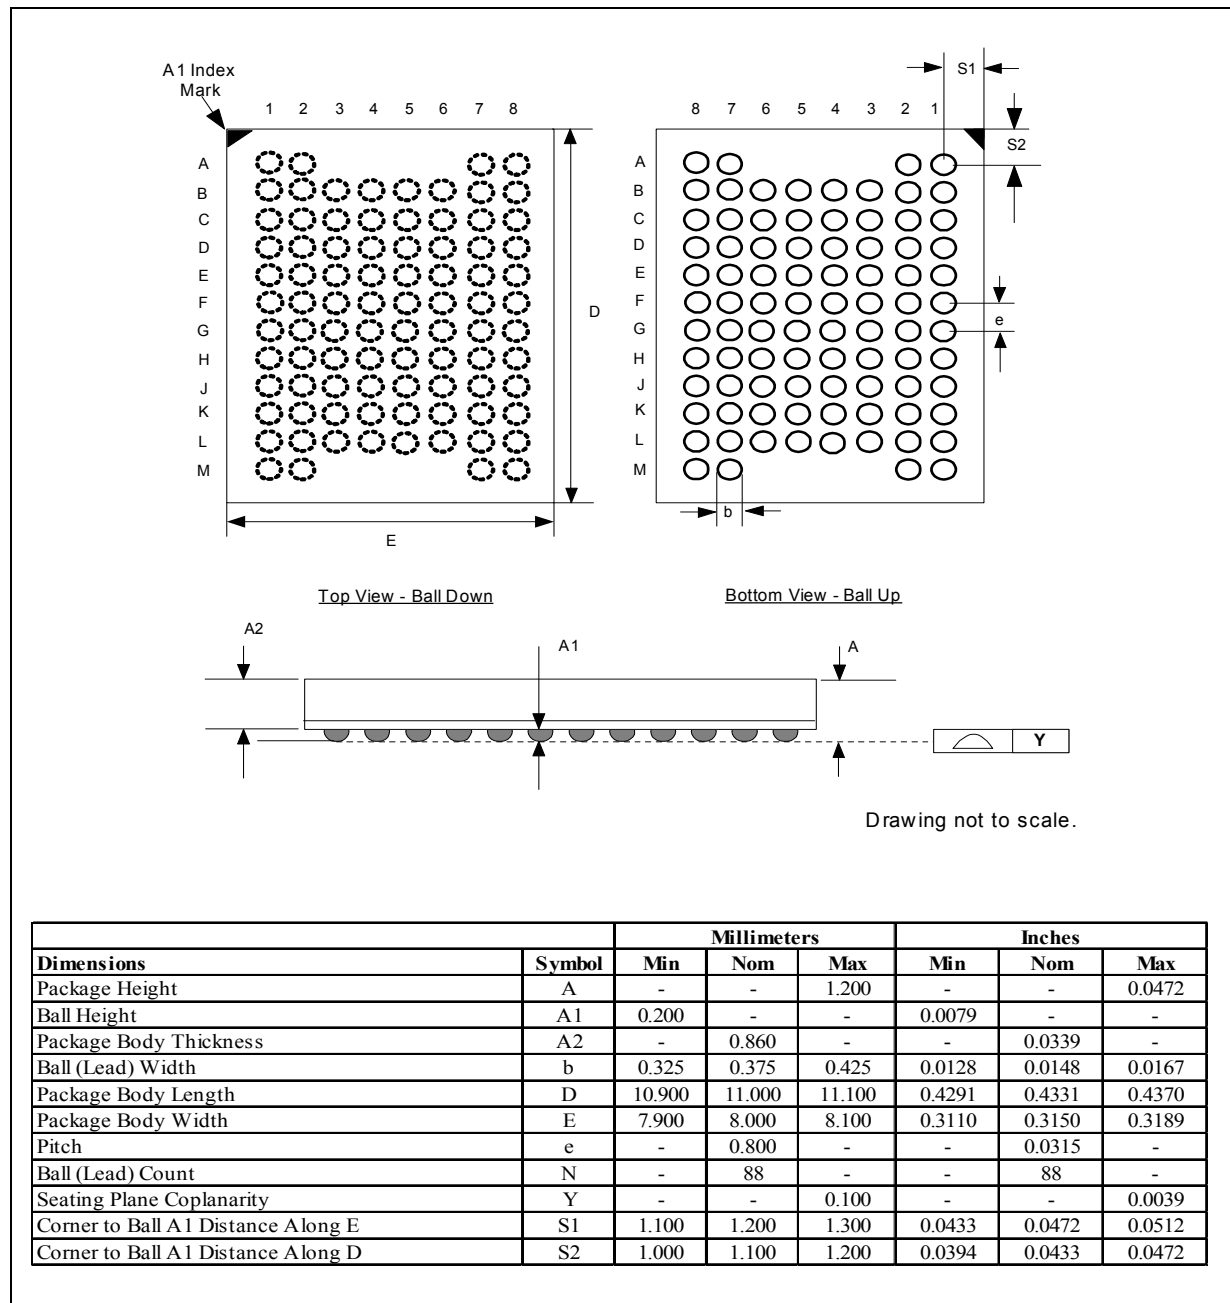 A1 Index
Mark
1 2 3 4 5 6 7 8
A
B
C
D
E
F
G
H
J
K
L
M
D
E
Top View - Ball Down
S1
8 7 6 5 4 3 2 1
S2
A
B
C
D
E
F
G
H
J
K
L
M
e
b
Bottom View - Ball Up
A2
A1
A
Y
Drawing not to scale.
Millimeters Inches
Dimensions Symbol Min Nom Max Min Nom Max
Package Height A - - 1.200 - - 0.0472
Ball Height A1 0.200 - - 0.0079 - -
Package Body Thickness A2 - 0.860 - - 0.0339 -
Ball (Lead) Width b 0.325 0.375 0.425 0.0128 0.0148 0.0167
Package Body Length D 10.900 11.000 11.100 0.4291 0.4331 0.4370
Package Body Width E 7.900 8.000 8.100 0.3110 0.3150 0.3189
Pitch e - 0.800 - - 0.0315 -
Ball (Lead) Count N - 88 - - 88 -
Seating Plane Coplanarity Y - - 0.100 - - 0.0039
Corner to Ball A1 Distance Along E S1 1.100 1.200 1.300 0.0433 0.0472 0.0512
Corner to Ball A1 Distance Along D S2 1.000 1.100 1.200 0.0394 0.0433 0.0472